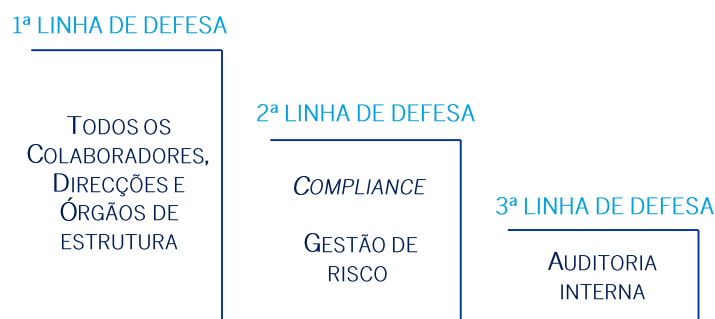 1ª LINHA DE DEFESA
TODOS OS
COLABORADORES,
DIRECÇÕES E
ÓRGÃOS DE
ESTRUTURA
2ª LINHA DE DEFESA
COMPLIANCE
GESTÃO DE
RISCO
3ª LINHA DE DEFESA
AUDITORIA
INTERNA